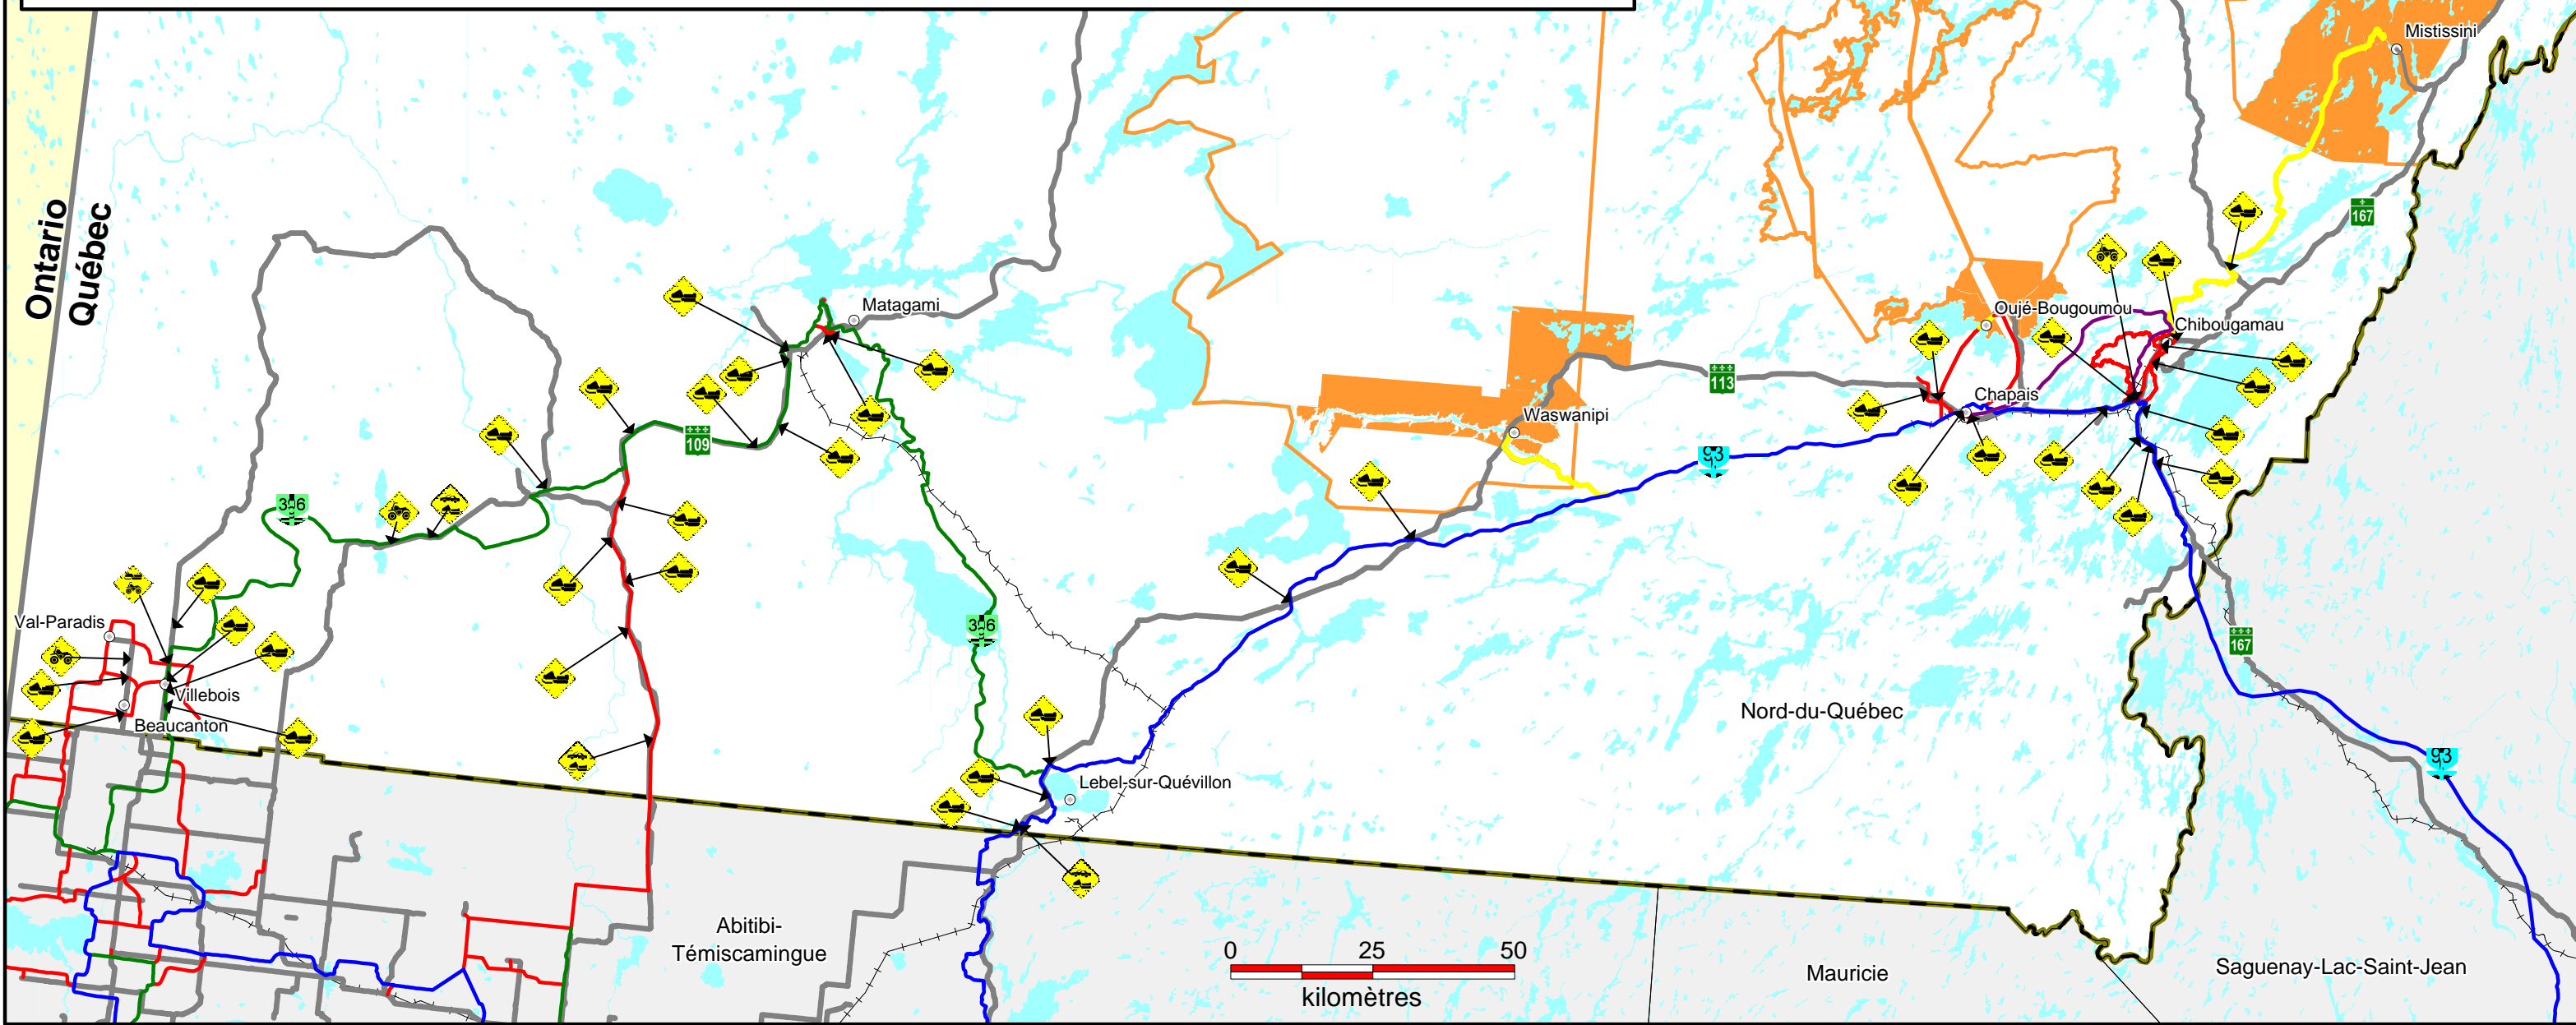 Mistissini
167
Ontario
Québec
Matagami
Oujé-Bougoumou
Chibougamau
113
Chapais
Waswanipi
109
93
396
396
Val-Paradis
Villebois
Beaucanton
167
Nord-du-Québec
93
Lebel-sur-Quévillon
Abitibi-
Témiscamingue
0 25 50
kilomètres
Mauricie
Saguenay-Lac-Saint-Jean